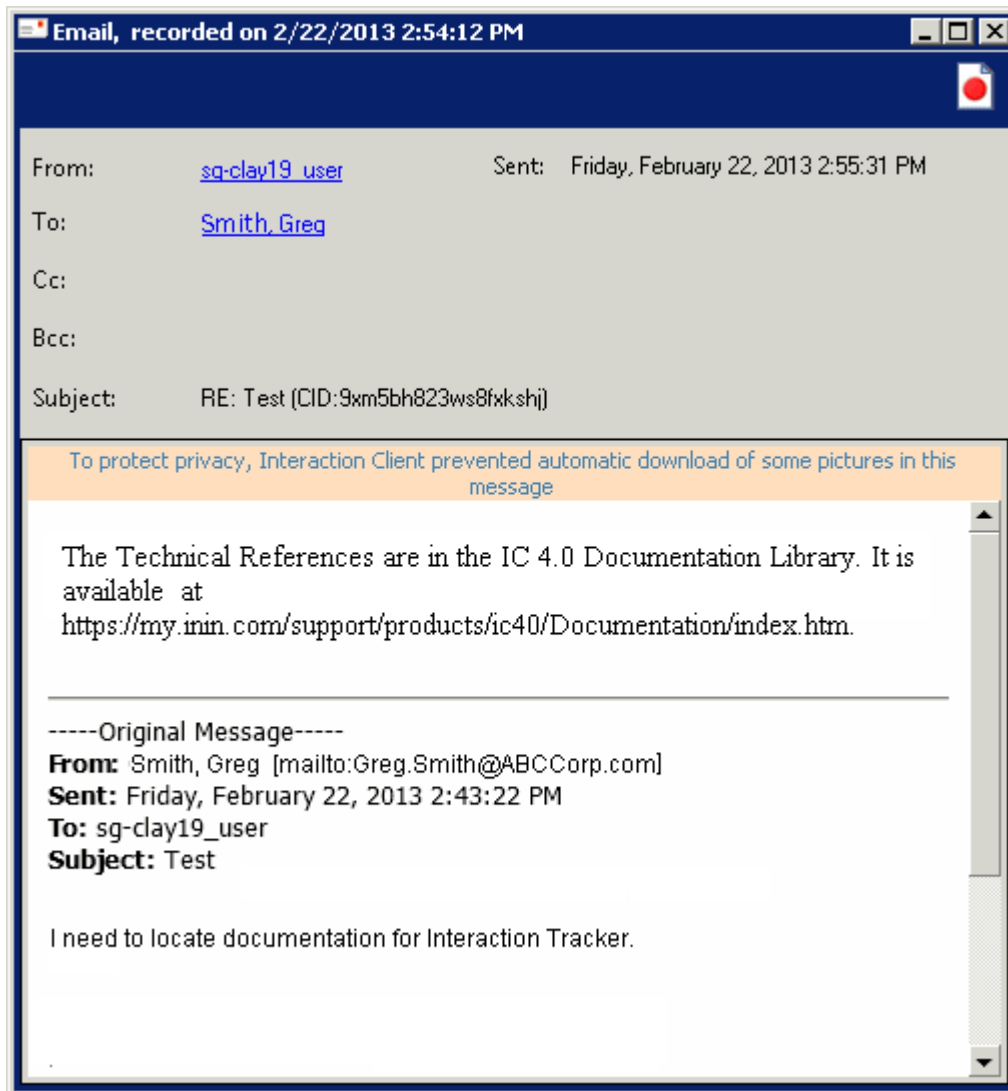 Email, recorded on 2/22/2013 2:54:12 PM
From: sg-clay19_user Sent: Friday, February 22, 2013 2:55:31 PM
To: Smith, Greg
Cc:
Bcc:
Subject: RE: Test (CID:9xm5bh823ws8fxkshj)
To protect privacy, Interaction Client prevented automatic download of some pictures in this
message
The Technical References are in the IC 4.0 Documentation Library. It is
available at
https://my.inin.com/support/products/ic40/Documentation/index.htm.
-----Original Message-----
From: Smith, Greg [mailto:Greg.Smith@ABCCorp.com]
Sent: Friday, February 22, 2013 2:43:22 PM
To: sg-clay19_user
Subject: Test
I need to locate documentation for Interaction Tracker.
.